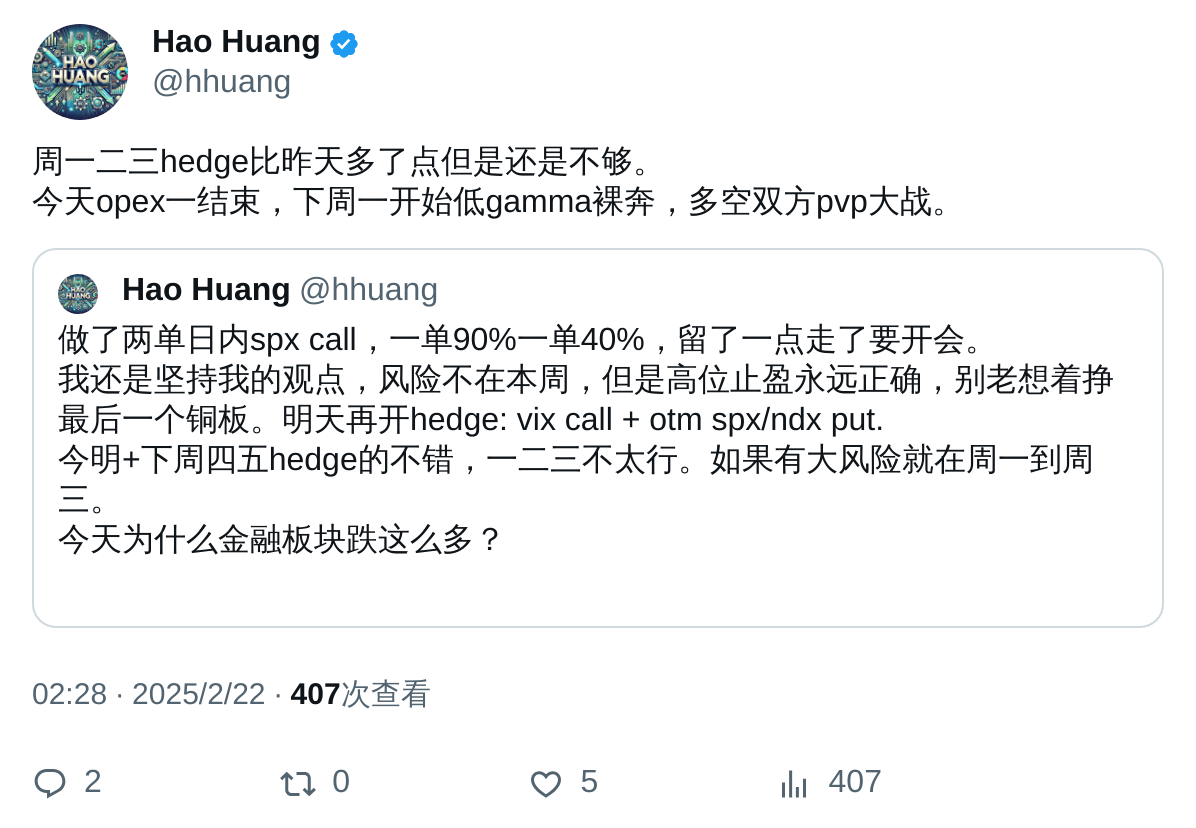 HAO
HUANG
Hao Huang
@hhuang
周一二三hedge比昨天多了点但是还是不够。
今天opex一结束，下周一开始低gamma裸奔，多空双方pvp大战。
HAO
HUANG
Hao Huang @hhuang
做了两单日内spx call，一单90%一单40%，留了一点走了要开会。
我还是坚持我的观点，风险不在本周，但是高位止盈永远正确，别老想着挣
最后一个铜板。明天再开hedge: vix call + otm spx/ndx put.
今明+下周四五hedge的不错，一二三不太行。如果有大风险就在周一到周
三。
今天为什么金融板块跌这么多？
02:28 · 2025/2/22 · 407次查看
2 0 5 407